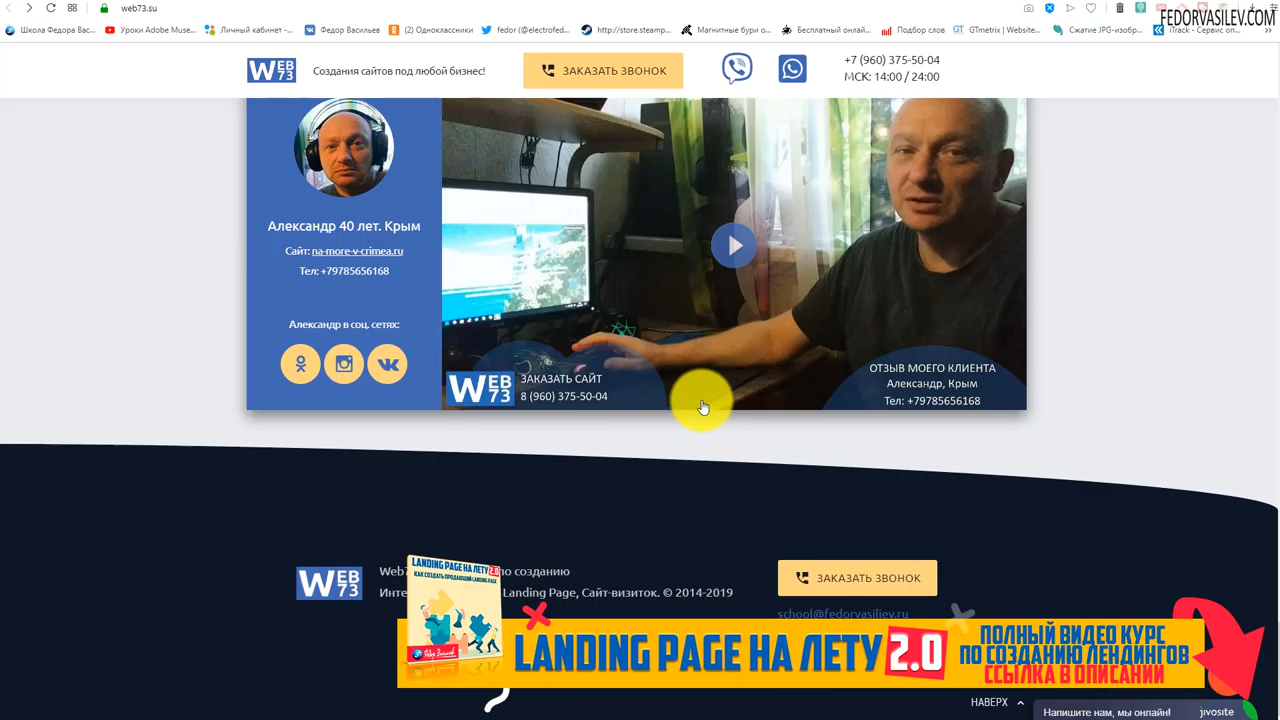 web73.su
FEDORVASILEV.COM
Школа Федора Вас...
Уроки Adobe Muse...
Личный кабинет -...
Федор Васильев
(2) Одноклассники
fedor (@electrofed...
http://store.steamp...
Магнитные бури о...
Бесплатный онлай...
Подбор слов
GTmetrix | Website...
Сжатие JPG-изобр...
iTrack - Сервис оп...
WEB
73
Создания сайтов под любой бизнес!
ЗАКАЗАТЬ ЗВОНОК
+7 (960) 375-50-04
МСК: 14:00 / 24:00
Александр 40 лет. Крым
Сайт: na-more-v-crimea.ru
Тел: +79785656168
Александр в соц. сетях:
WEB
73
ЗАКАЗАТЬ САЙТ
8 (960) 375-50-04
ОТЗЫВ МОЕГО КЛИЕНТА
Александр, Крым
Тел: +79785656168
WEB
73
по созданию
Landing Page, Сайт-визиток. © 2014-2019
ЗАКАЗАТЬ ЗВОНОК
school@fedorvasiliev.ru
LANDING PAGE НА ЛЕТУ 2.0
КАК СОЗДАТЬ ПРОДАЮЩИЙ LANDING PAGE
Федор Васильев
LANDING PAGE НА ЛЕТУ 2.0
ПОЛНЫЙ ВИДЕО КУРС
ПО СОЗДАНИЮ ЛЕНДИНГОВ
ССЫЛКА В ОПИСАНИИ
НАВЕРХ
Напишите нам, мы онлайн!
jivosite